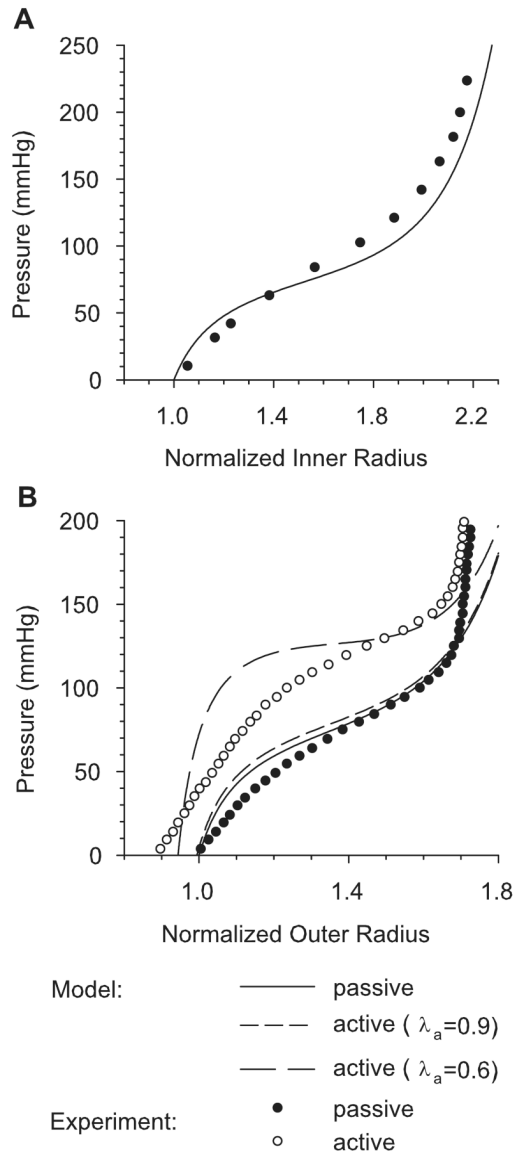 A
250
200
150
100
50
0
Pressure (mmHg)
1.0 1.4 1.8 2.2
Normalized Inner Radius
B
200
150
100
50
0
Pressure (mmHg)
1.0 1.4 1.8
Normalized Outer Radius
Model:
passive
active ( λa=0.9)
active ( λa=0.6)
Experiment:
passive
active